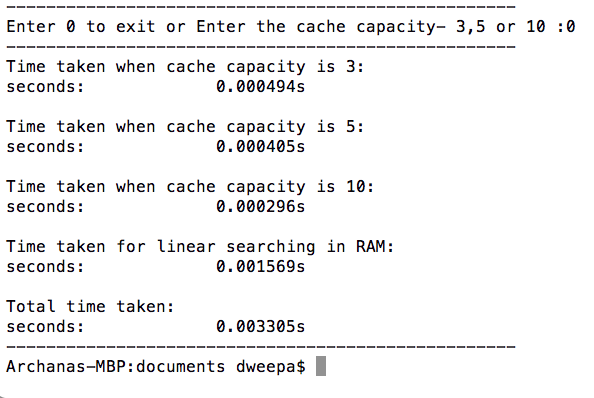 ---------------------------------------------------
Enter 0 to exit or Enter the cache capacity- 3,5 or 10 :0
---------------------------------------------------
Time taken when cache capacity is 3:
seconds:             0.000494s
Time taken when cache capacity is 5:
seconds:             0.000405s
Time taken when cache capacity is 10:
seconds:             0.000296s
Time taken for linear searching in RAM:
seconds:             0.001569s
Total time taken:
seconds:             0.003305s
---------------------------------------------------
Archanas-MBP:documents dweepa$